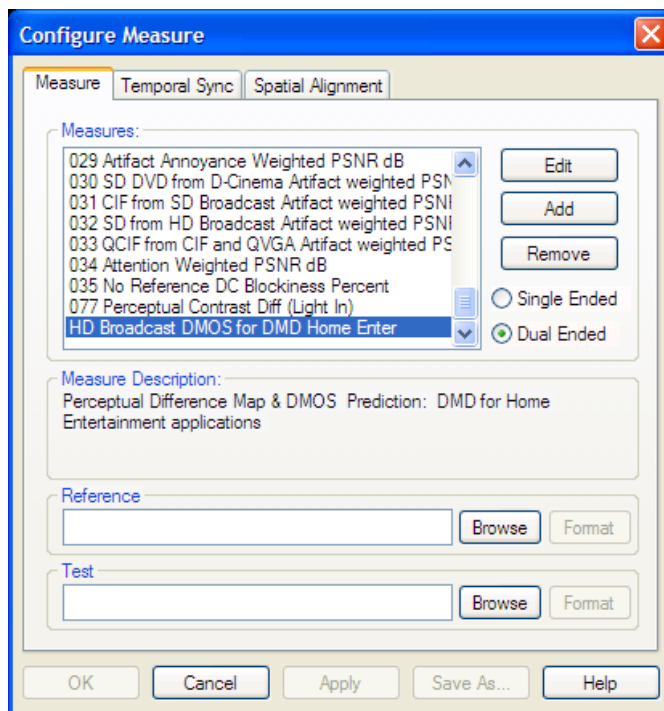 Configure Measure
Measure Temporal Sync Spatial Alignment
Measures:
029 Artifact Annoyance Weighted PSNR dB
030 SD DVD from D-Cinema Artifact weighted PSN
031 CIF from SD Broadcast Artifact weighted PSN
032 SD from HD Broadcast Artifact weighted PSN
033 QCIF from CIF and QVGA Artifact weighted PS
034 Attention Weighted PSNR dB
035 No Reference DC Blockiness Percent
077 Perceptual Contrast Diff (Light In)
HD Broadcast DMOS for DMD Home Enter
Edit
Add
Remove
Single Ended
Dual Ended
Measure Description:
Perceptual Difference Map & DMOS Prediction: DMD for Home
Entertainment applications
Reference
Browse Format
Test
Browse Format
OK Cancel Apply Save As... Help